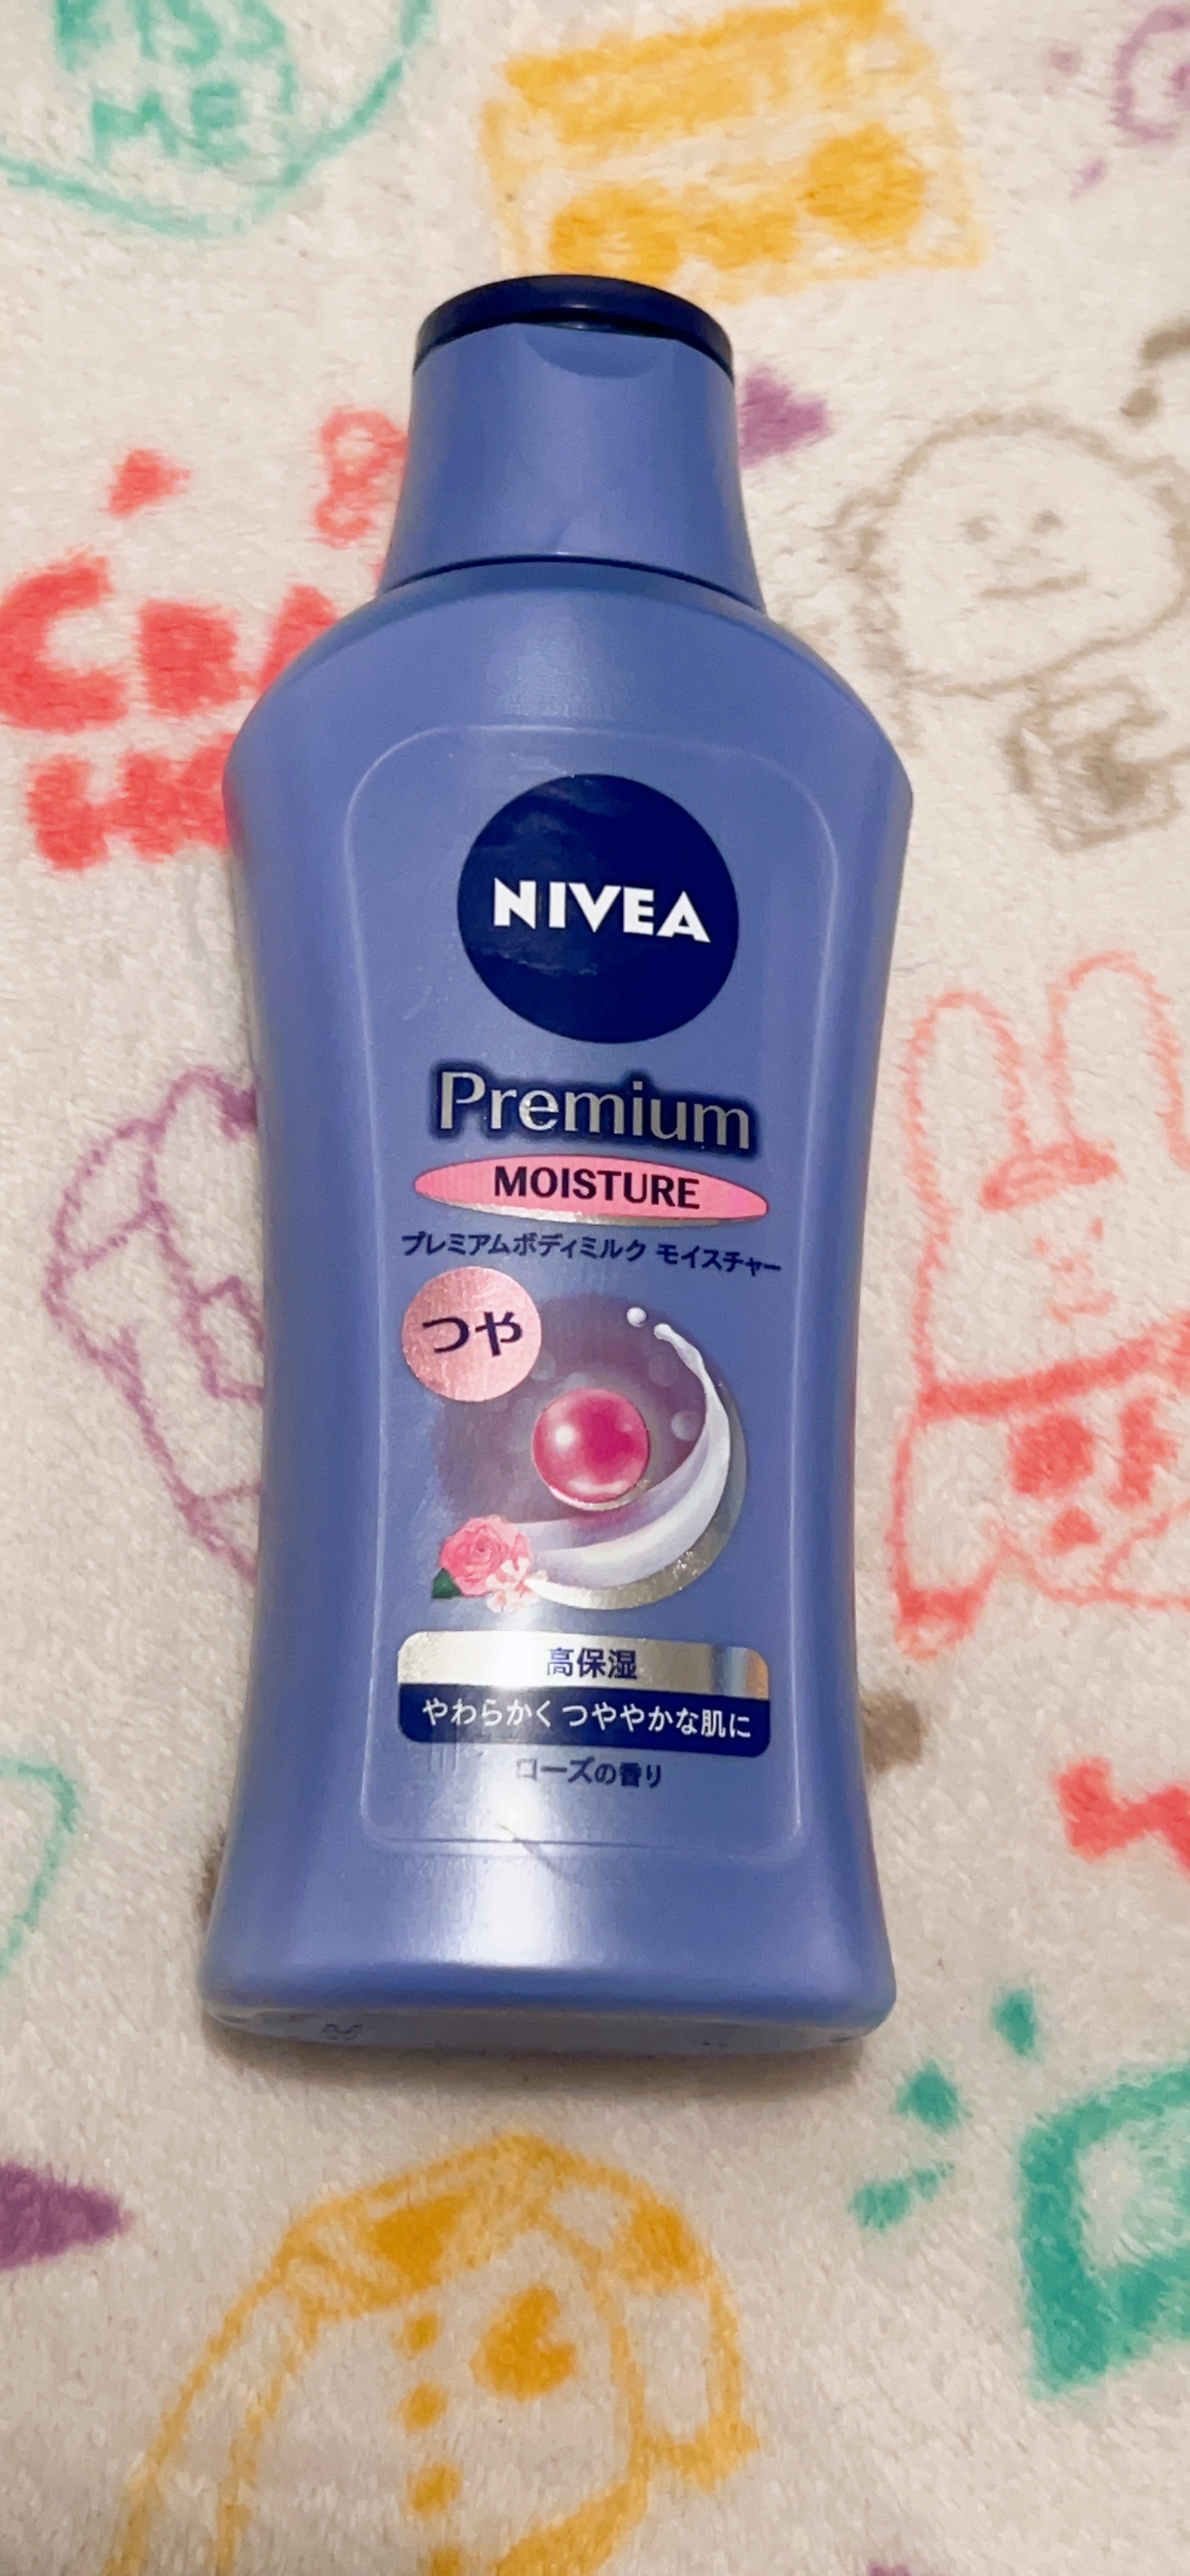 KISS
ME
NIVEA
Premium
MOISTURE
プレミアムボディミルク モイスチャー
つや
高保湿
やわらかくつややかな肌に
ローズの香り